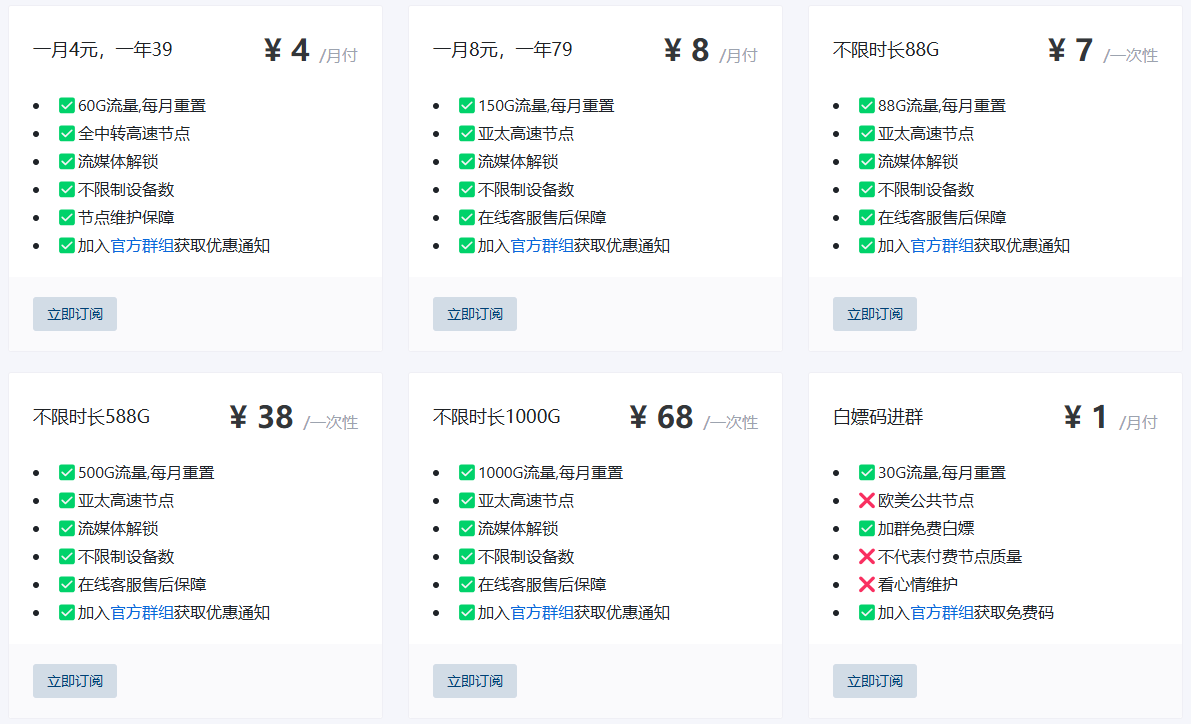 一月4元，一年39
¥ 4 /月付
✅60G流量,每月重置
✅全中转高速节点
✅流媒体解锁
✅不限制设备数
✅节点维护保障
✅加入官方群组获取优惠通知
立即订阅
一月8元，一年79
¥ 8 /月付
✅150G流量,每月重置
✅亚太高速节点
✅流媒体解锁
✅不限制设备数
✅在线客服售后保障
✅加入官方群组获取优惠通知
立即订阅
不限时长88G
¥ 7 /一次性
✅88G流量,每月重置
✅亚太高速节点
✅流媒体解锁
✅不限制设备数
✅在线客服售后保障
✅加入官方群组获取优惠通知
立即订阅
不限时长588G
¥ 38 /一次性
✅500G流量,每月重置
✅亚太高速节点
✅流媒体解锁
✅不限制设备数
✅在线客服售后保障
✅加入官方群组获取优惠通知
立即订阅
不限时长1000G
¥ 68 /一次性
✅1000G流量,每月重置
✅亚太高速节点
✅流媒体解锁
✅不限制设备数
✅在线客服售后保障
✅加入官方群组获取优惠通知
立即订阅
白嫖码进群
¥ 1 /月付
✅30G流量,每月重置
❌欧美公共节点
✅加群免费白嫖
❌不代表付费节点质量
❌看心情维护
✅加入官方群组获取免费码
立即订阅